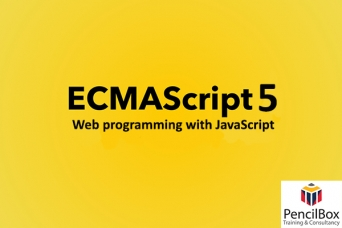 ECMAScript 5
Web programming with JavaScript
PencilBox
Training & Consultancy